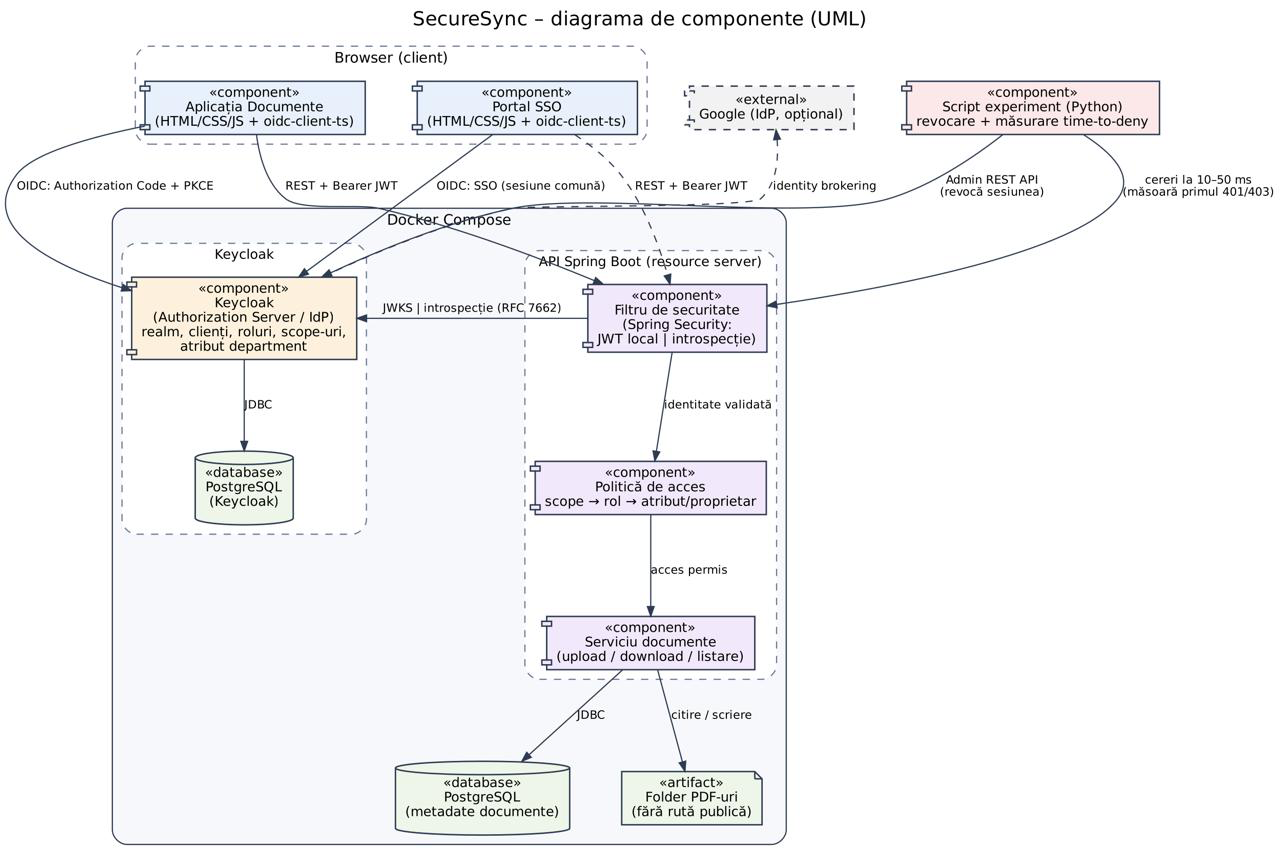 SecureSync – diagrama de componente (UML)
Browser (client)
«component»
Aplicația Documente
(HTML/CSS/JS + oidc-client-ts)
«component»
Portal SSO
(HTML/CSS/JS + oidc-client-ts)
«external»
Google (IdP, opțional)
«component»
Script experiment (Python)
revocare + măsurare time-to-deny
OIDC: Authorization Code + PKCE
REST + Bearer JWT
OIDC: SSO (sesiune comună)
REST + Bearer JWT
identity brokering
Admin REST API
(revocă sesiunea)
cereri la 10–50 ms
(măsoară primul 401/403)
Docker Compose
Keycloak
«component»
Keycloak
(Authorization Server / IdP)
realm, clienți, roluri, scope-uri,
atribut department
JWKS | introspecție (RFC 7662)
API Spring Boot (resource server)
«component»
Filtru de securitate
(Spring Security:
JWT local | introspecție)
JDBC
identitate validată
«database»
PostgreSQL
(Keycloak)
«component»
Politică de acces
scope → rol → atribut/proprietar
acces permis
«component»
Serviciu documente
(upload / download / listare)
JDBC
citire / scriere
«database»
PostgreSQL
(metadate documente)
«artifact»
Folder PDF-uri
(fără rută publică)